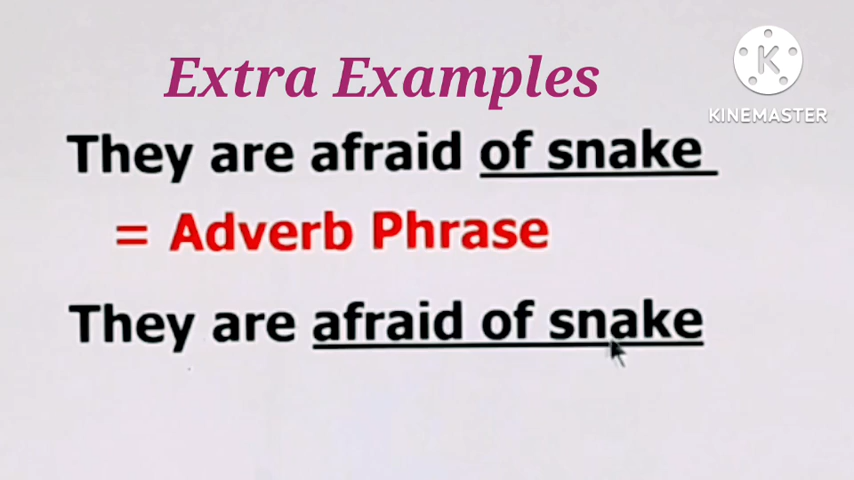 Extra Examples
KINEMASTER
They are afraid of snake
= Adverb Phrase
They are afraid of snake